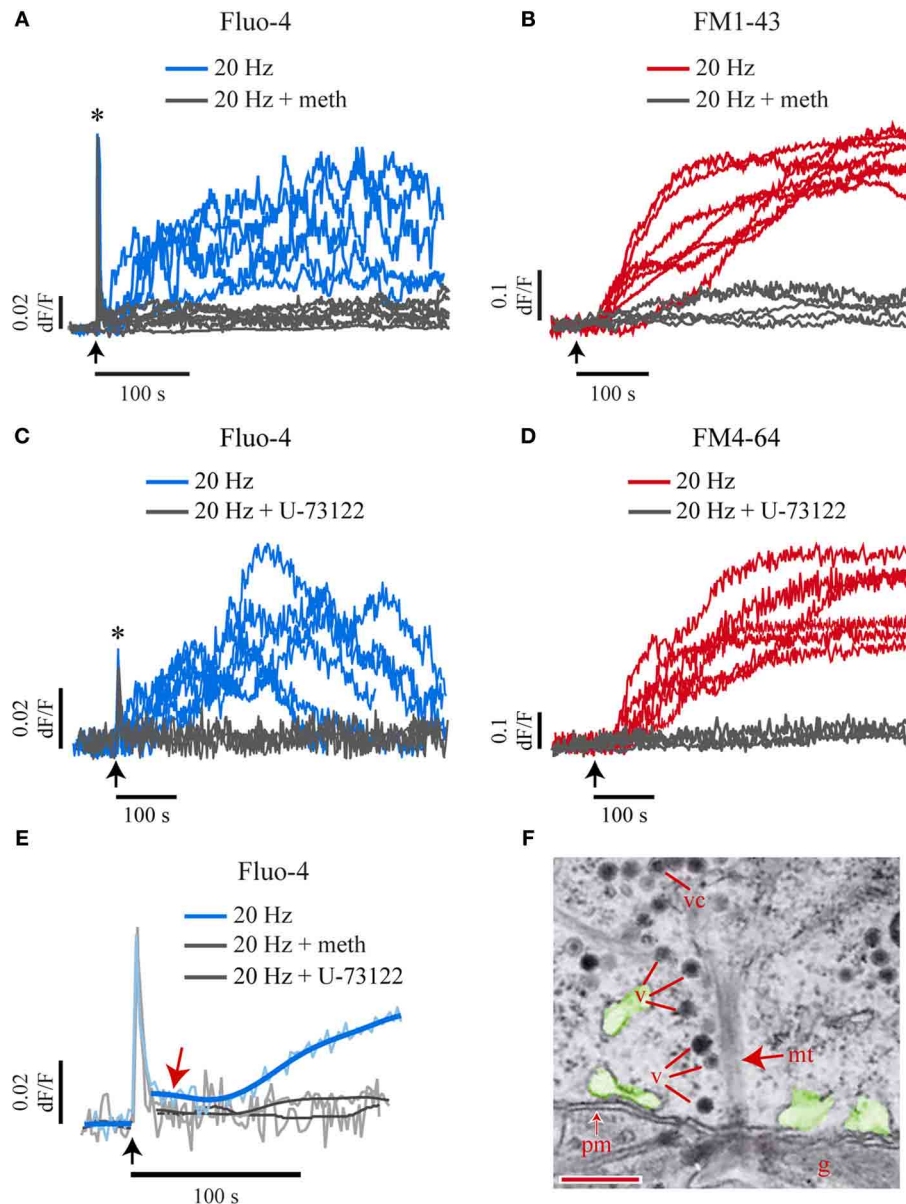 A
Fluo-4
20 Hz
20 Hz + meth
*
0.02
dF/F
100 s
B
FM1-43
20 Hz
20 Hz + meth
0.1
dF/F
100 s
C
Fluo-4
20 Hz
20 Hz + U-73122
*
0.02
dF/F
100 s
D
FM4-64
20 Hz
20 Hz + U-73122
0.1
dF/F
100 s
E
Fluo-4
20 Hz
20 Hz + meth
20 Hz + U-73122
0.02
dF/F
100 s
F
vc
v
v
mt
pm
g